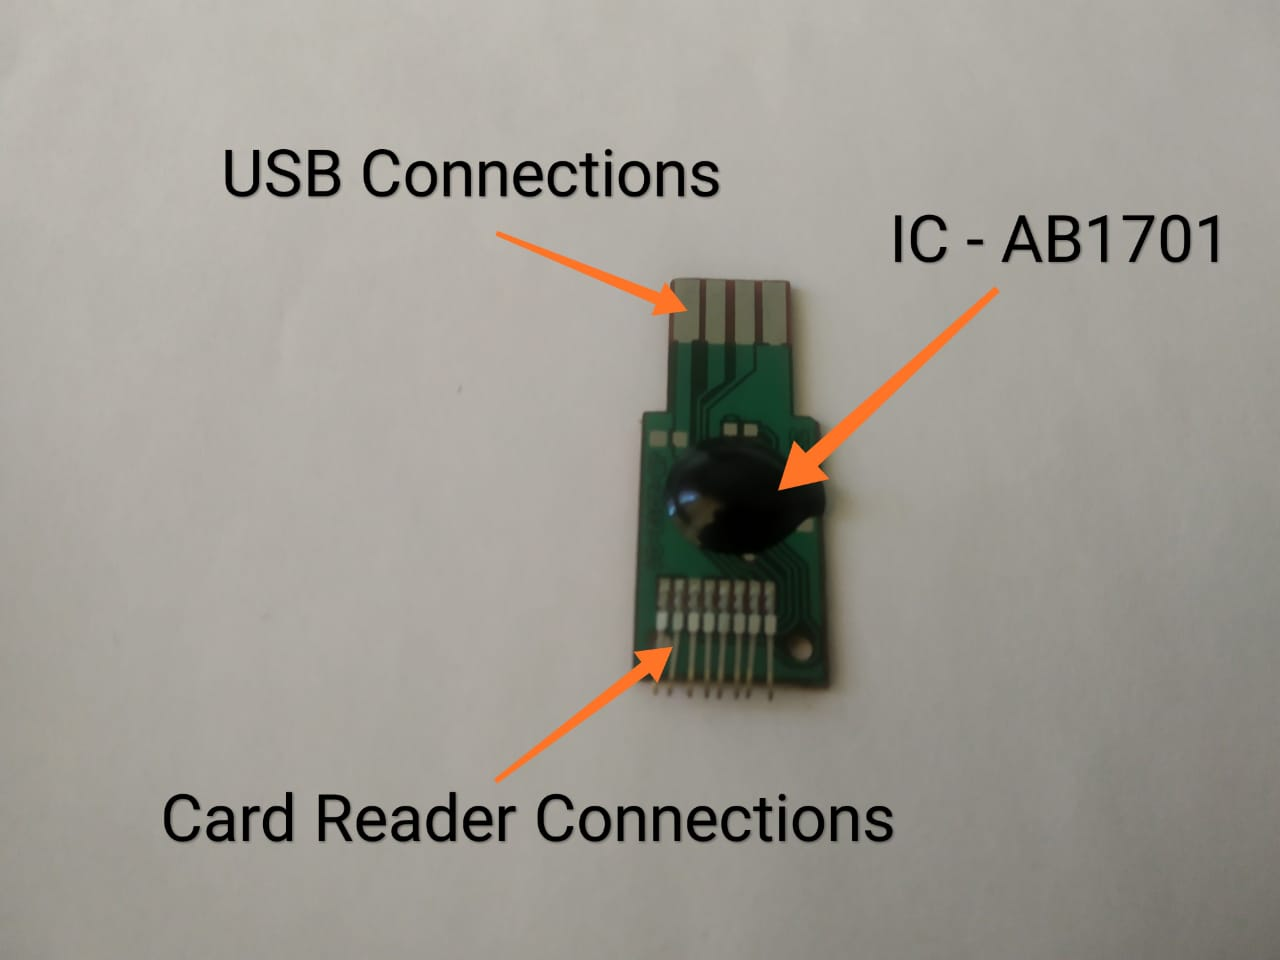 USB Connections
IC - AB1701
Card Reader Connections